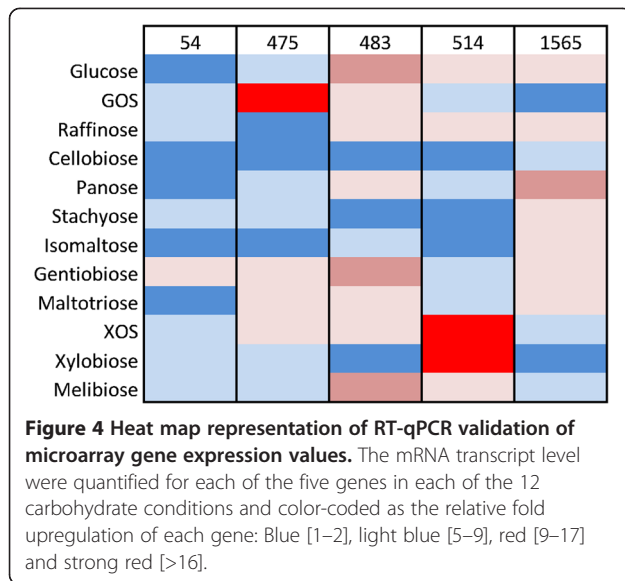 54 475 483 514 1565
Glucose
GOS
Raffinose
Cellobiose
Panose
Stachyose
Isomaltose
Gentiobiose
Maltotriose
XOS
Xylobiose
Melibiose
Figure 4 Heat map representation of RT-qPCR validation of
microarray gene expression values. The mRNA transcript level
were quantified for each of the five genes in each of the 12
carbohydrate conditions and color-coded as the relative fold
upregulation of each gene: Blue [1–2], light blue [5–9], red [9–17]
and strong red [>16].